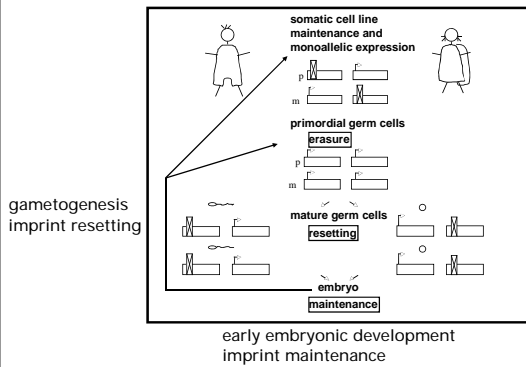 somatic cell line
maintenance and
monoallelic expression
p
m
primordial germ cells
erasure
p
m
gametogenesis
imprint resetting
mature germ cells
resetting
embryo
maintenance
early embryonic development
imprint maintenance